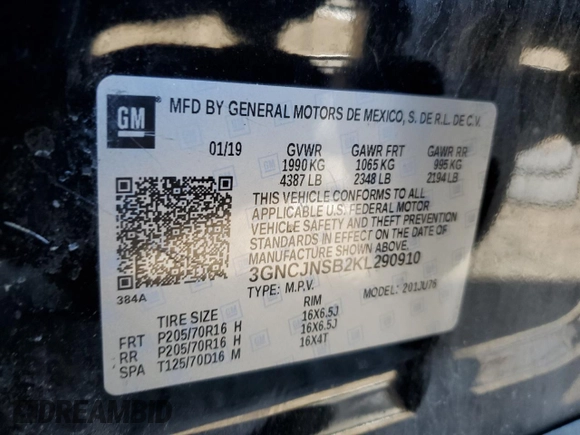 GM
MFD BY GENERAL MOTORS DE MEXICO, S. DE R.L. DE C.V.
01/19 GVWR GAWR FRT GAWR RR
1990 KG 1065 KG 995 KG
4387 LB 2348 LB 2194 LB
THIS VEHICLE CONFORMS TO ALL
APPLICABLE U.S. FEDERAL MOTOR
VEHICLE SAFETY AND THEFT PREVENTION
STANDARDS IN EFFECT ON THE DATE OF
MANUFACTURE SHOWN ABOVE.
3GNCJNSB2KL290910
384A
TYPE: M.P.V. MODEL: 201JU76
TIRE SIZE RIM
FRT P205/70R16 H 16X6.5J
RR P205/70R16 H 16X6.5J
SPA T125/70D16 M 16X4T
DREAMBID